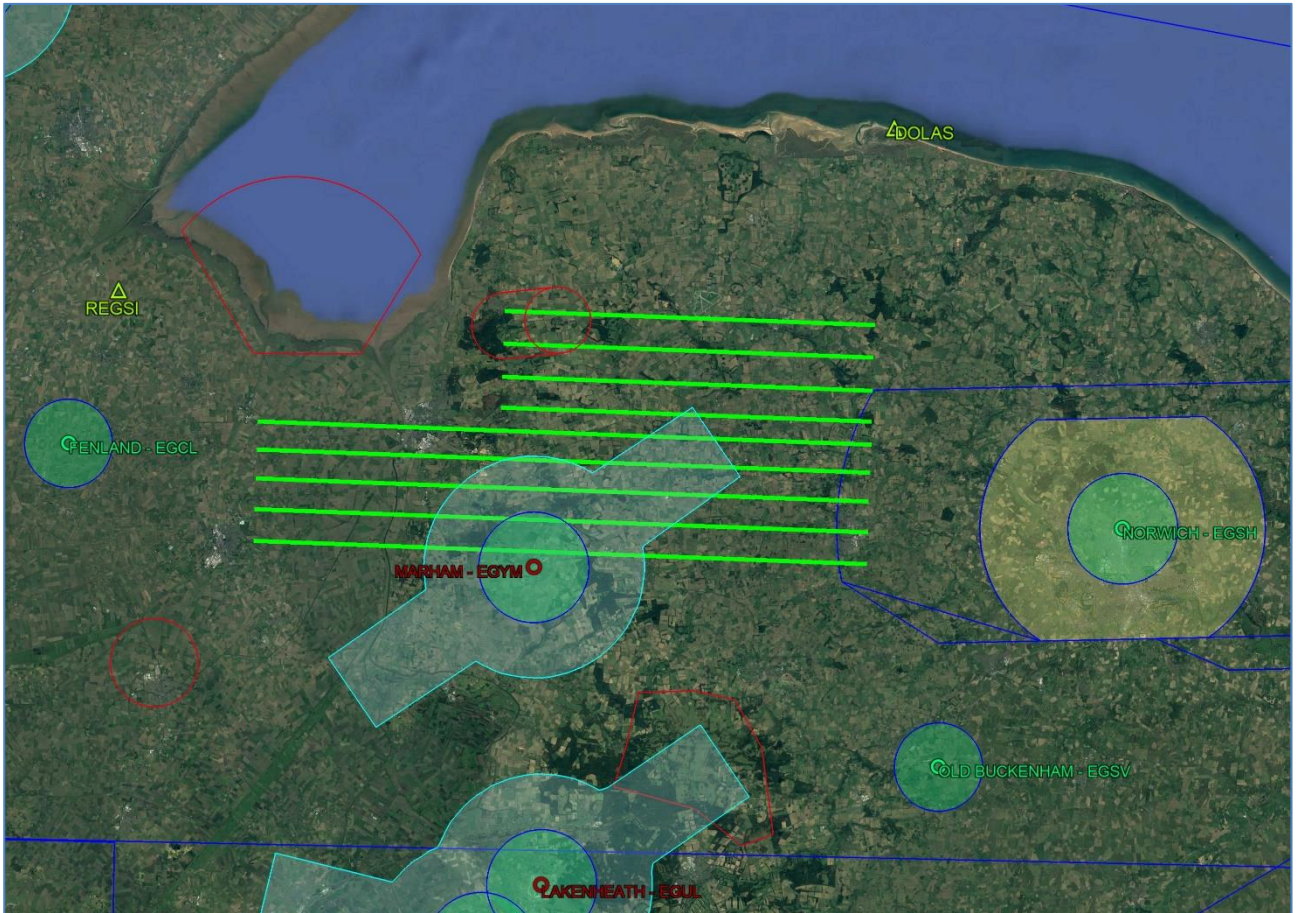 DOLAS
REGSI
FENLAND - EGCL
NORWICH - EGSH
MARHAM - EGYM
OLD BUCKENHAM - EGSV
LAKENHEATH - EGUL